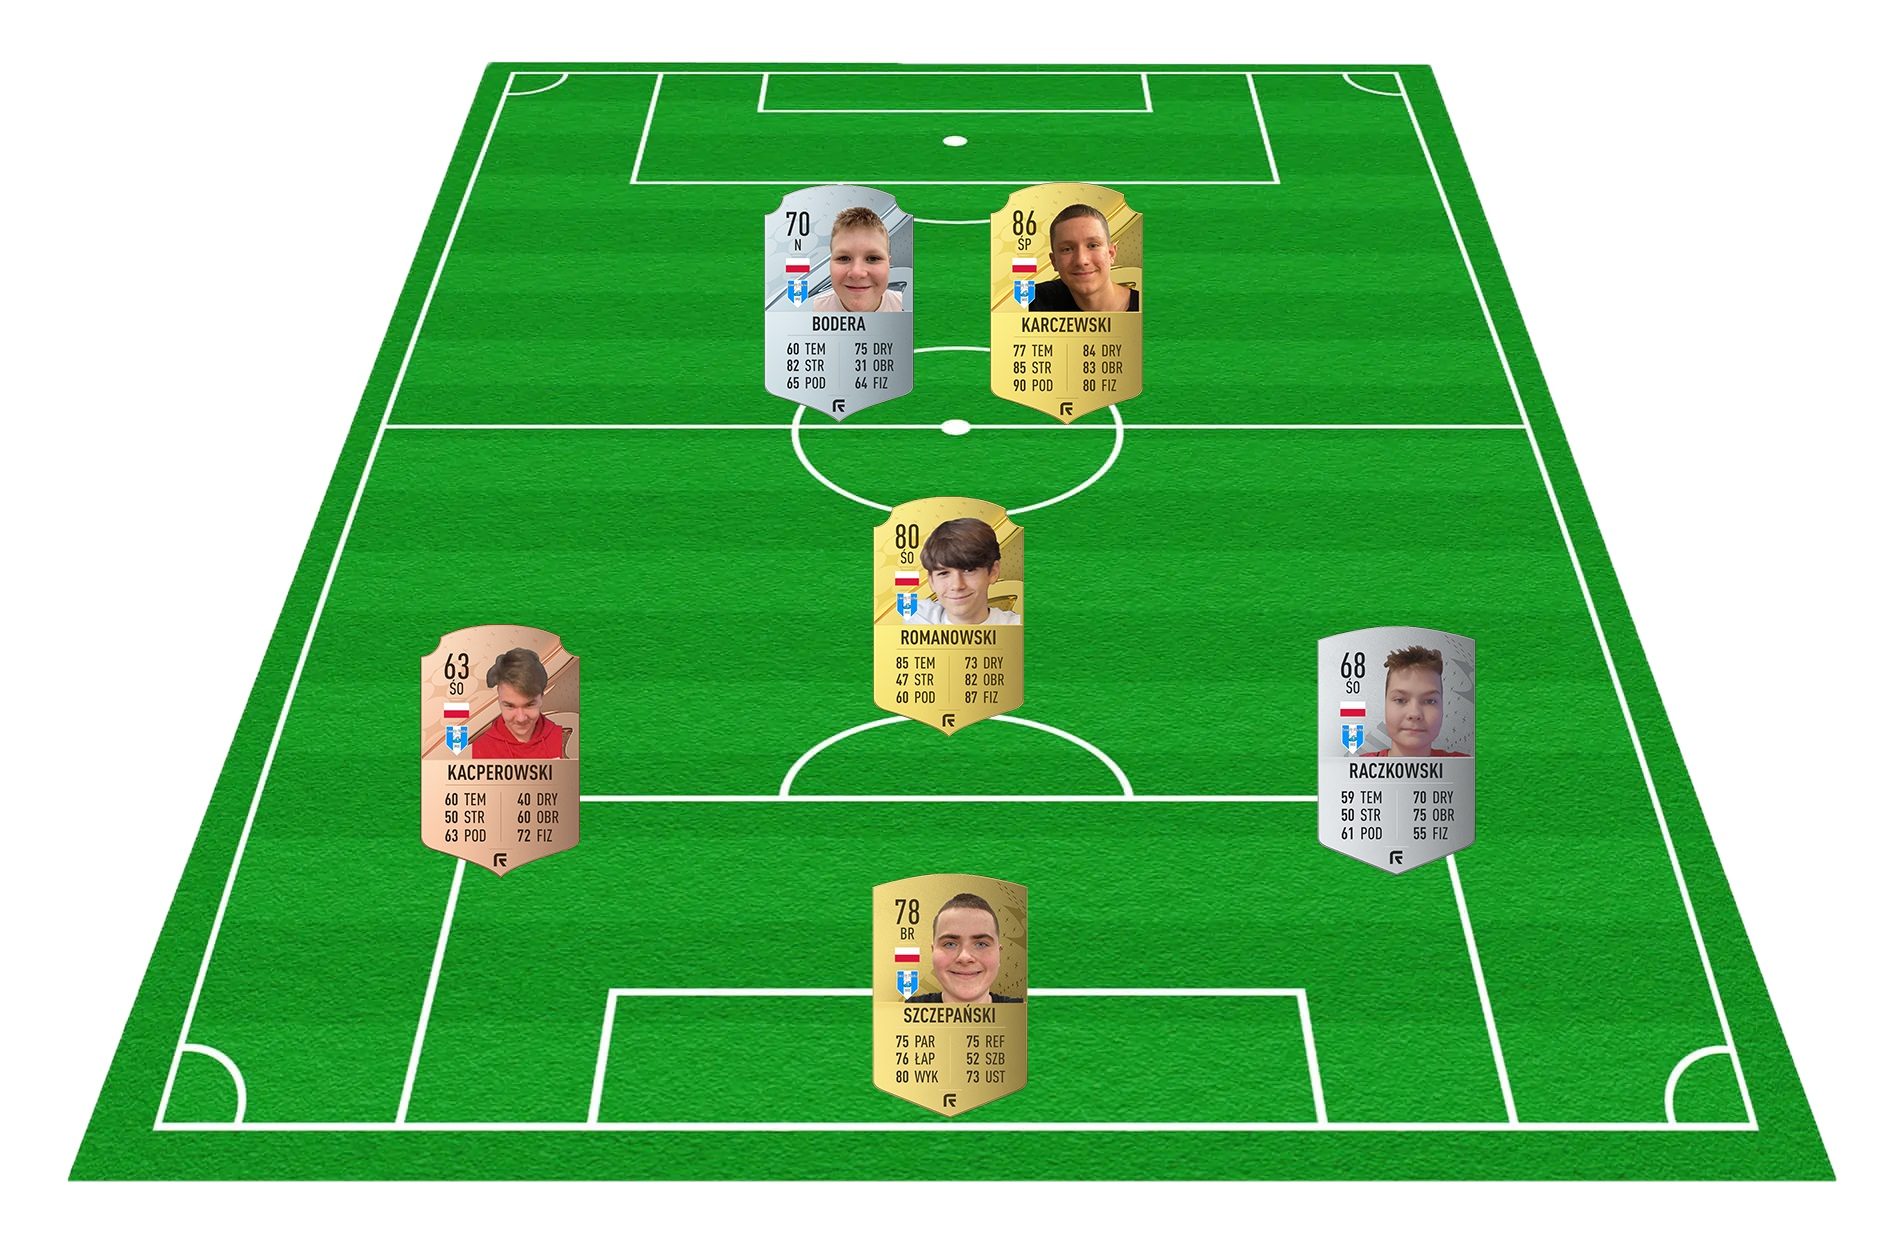 70
N
BODERA
60 TEM 75 DRY
82 STR 31 OBR
65 POD 64 FIZ
86
ŚP
KARCZEWSKI
77 TEM 84 DRY
85 STR 83 OBR
90 POD 80 FIZ
80
ŚO
ROMANOWSKI
85 TEM 73 DRY
47 STR 82 OBR
60 POD 87 FIZ
63
ŚO
KACPEROWSKI
60 TEM 40 DRY
50 STR 60 OBR
63 POD 72 FIZ
68
ŚO
RACZKOWSKI
59 TEM 70 DRY
50 STR 75 OBR
61 POD 55 FIZ
78
BR
SZCZEPAŃSKI
75 PAR 75 REF
76 ŁAP 52 SZB
80 WYK 73 UST